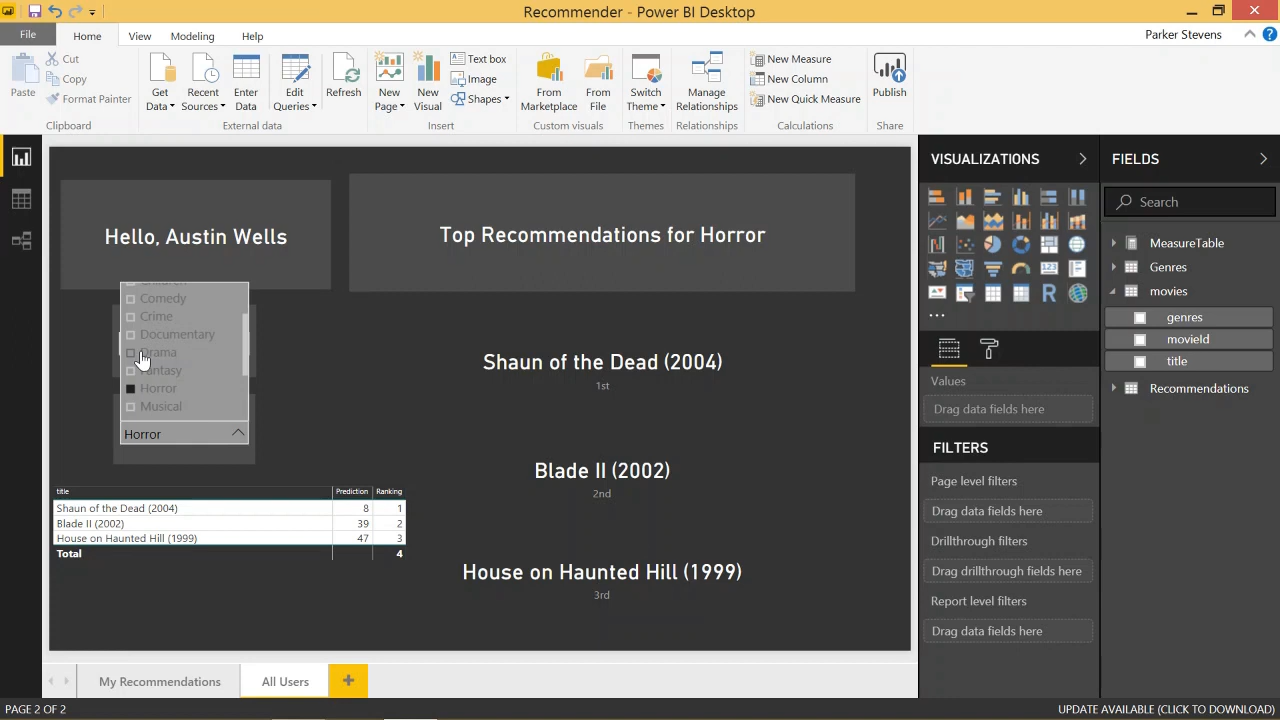 Recommender - Power BI Desktop
File
Home
View
Modeling
Help
Parker Stevens
Paste
Cut
Copy
Format Painter
Clipboard
Get Data
Recent Sources
Enter Data
Edit Queries
Refresh
External data
New Page
New Visual
Text box
Image
Shapes
Insert
From Marketplace
From File
Custom visuals
Switch Theme
Themes
Manage Relationships
Relationships
New Measure
New Column
New Quick Measure
Calculations
Publish
Share
Hello, Austin Wells
Top Recommendations for Horror
Children
Comedy
Crime
Documentary
Drama
Fantasy
Horror
Musical
Horror
Shaun of the Dead (2004)
1st
Blade II (2002)
2nd
House on Haunted Hill (1999)
3rd
title Prediction Ranking
Shaun of the Dead (2004) 8 1
Blade II (2002) 39 2
House on Haunted Hill (1999) 47 3
Total 4
VISUALIZATIONS
123
R
Values
Drag data fields here
FILTERS
Page level filters
Drag data fields here
Drillthrough filters
Drag drillthrough fields here
Report level filters
Drag data fields here
FIELDS
Search
MeasureTable
Genres
movies
genres
movieId
title
Recommendations
My Recommendations
All Users
PAGE 2 OF 2
UPDATE AVAILABLE (CLICK TO DOWNLOAD)